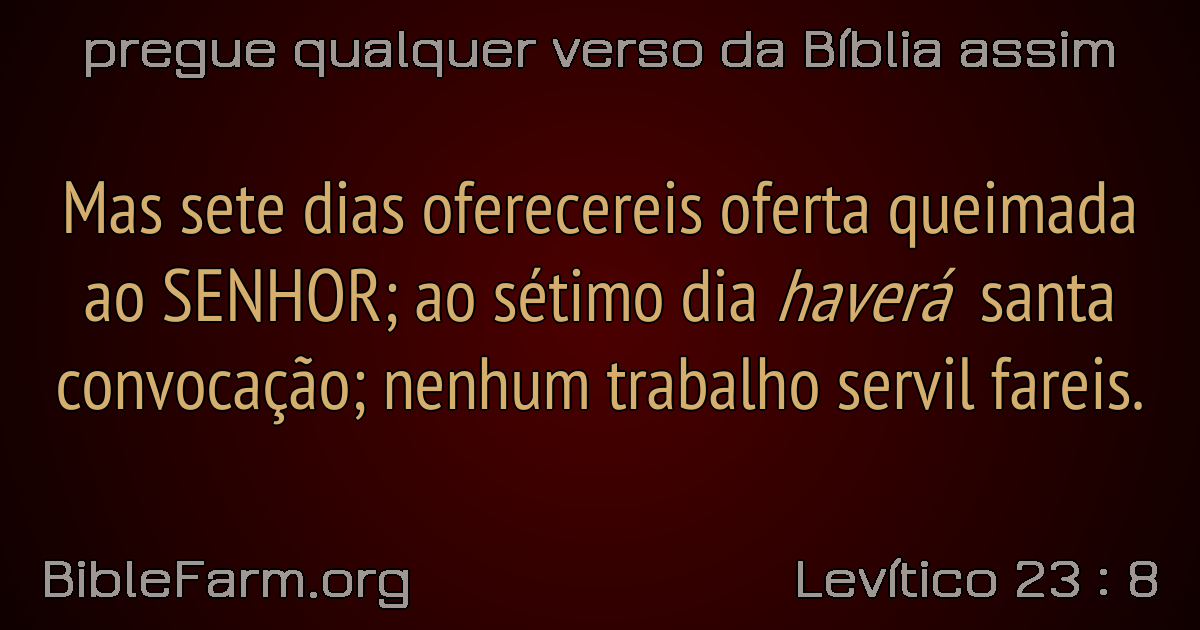 pregue qualquer verso da Bíblia assim
Mas sete dias oferecereis oferta queimada
ao SENHOR; ao sétimo dia haverá santa
convocação; nenhum trabalho servil fareis.
BibleFarm.org
Levítico 23 : 8